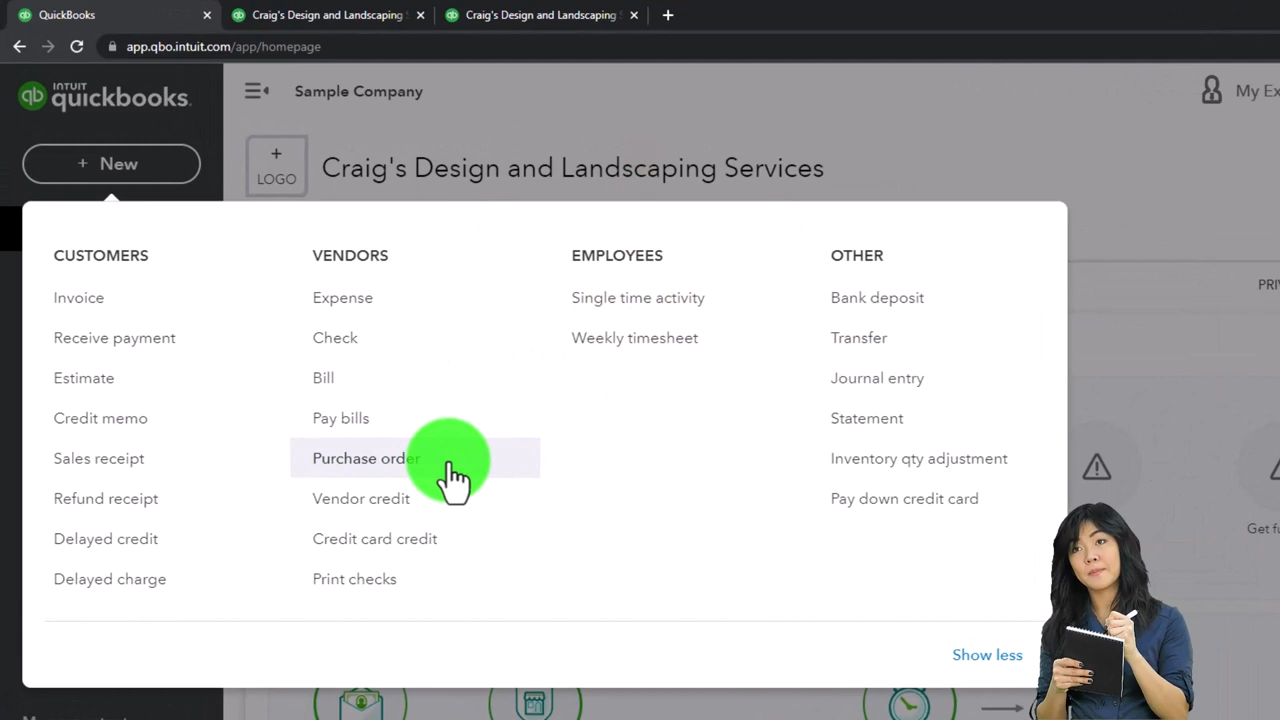 QuickBooks
Craig's Design and Landscaping S
Craig's Design and Landscaping S
app.qbo.intuit.com/app/homepage
INTUIT
qb quickbooks.
Sample Company
My Ex
+ New
+
LOGO
Craig's Design and Landscaping Services
CUSTOMERS
Invoice
Receive payment
Estimate
Credit memo
Sales receipt
Refund receipt
Delayed credit
Delayed charge
VENDORS
Expense
Check
Bill
Pay bills
Purchase order
Vendor credit
Credit card credit
Print checks
EMPLOYEES
Single time activity
Weekly timesheet
OTHER
Bank deposit
Transfer
Journal entry
Statement
Inventory qty adjustment
Pay down credit card
Show less
PRI
Get fu